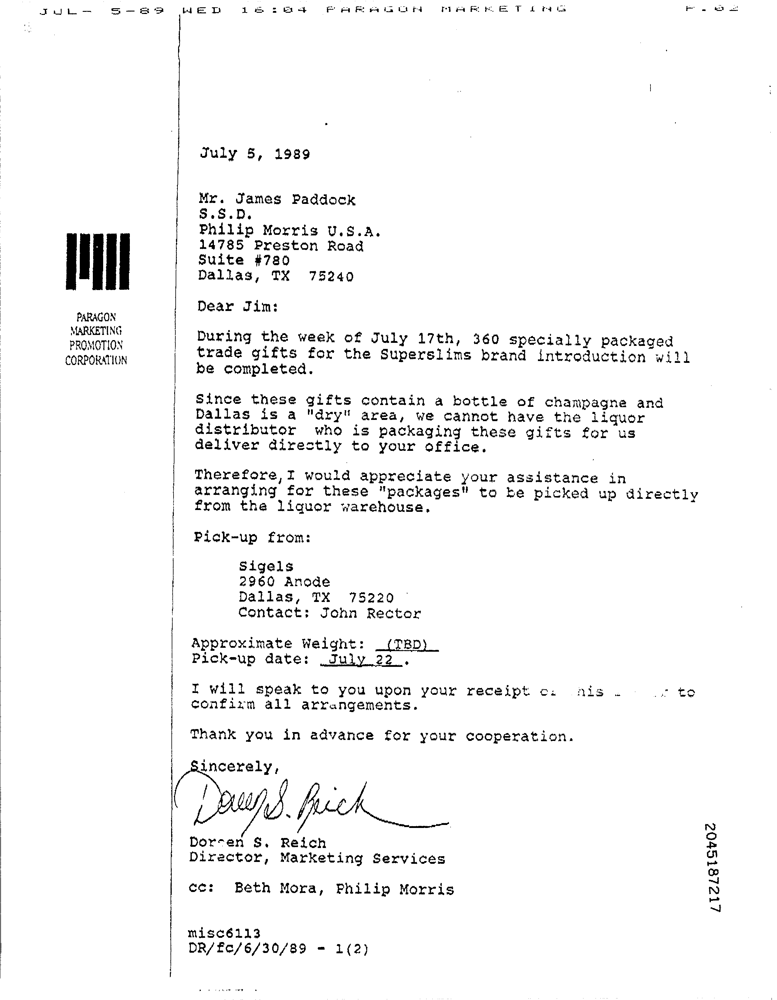 JUL- 5-89 WED 16:04 PARAGON MARKETING P.02
July 5, 1989
Mr. James Paddock
S.S.D.
Philip Morris U.S.A.
14785 Preston Road
Suite #780
Dallas, TX 75240
PARAGON
MARKETING
PROMOTION
CORPORATION
Dear Jim:
During the week of July 17th, 360 specially packaged
trade gifts for the Superslims brand introduction will
be completed.
Since these gifts contain a bottle of champagne and
Dallas is a "dry" area, we cannot have the liquor
distributor who is packaging these gifts for us
deliver directly to your office.
Therefore, I would appreciate your assistance in
arranging for these "packages" to be picked up directly
from the liquor warehouse.
Pick-up from:
Sigels
2960 Anode
Dallas, TX 75220
Contact: John Rector
Approximate Weight: (TBD)
Pick-up date: July 22 .
I will speak to you upon your receipt to
confirm all arrangements.
Thank you in advance for your cooperation.
Sincerely,
Doreen S. Reich
Doreen S. Reich
Director, Marketing Services
cc: Beth Mora, Philip Morris
misc6113
DR/fc/6/30/89 - 1(2)
2045187217